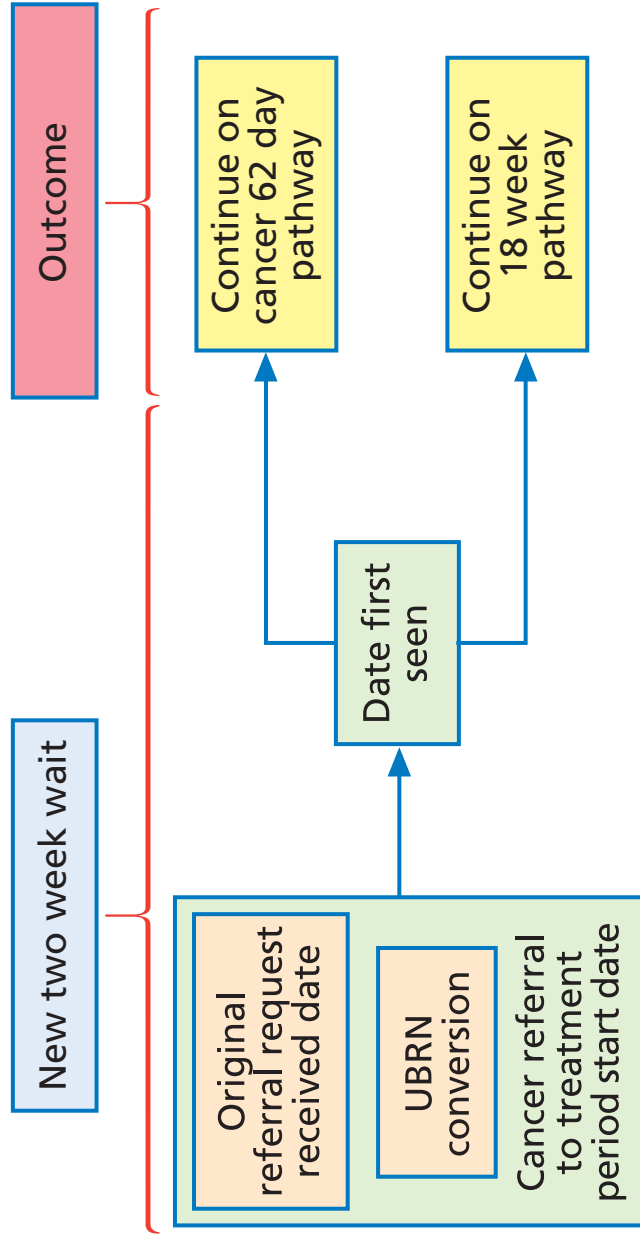 New two week wait
Outcome
Original
referral request
received date
UBRN
conversion
Cancer referral
to treatment
period start date
Date first
seen
Continue on
cancer 62 day
pathway
Continue on
18 week
pathway